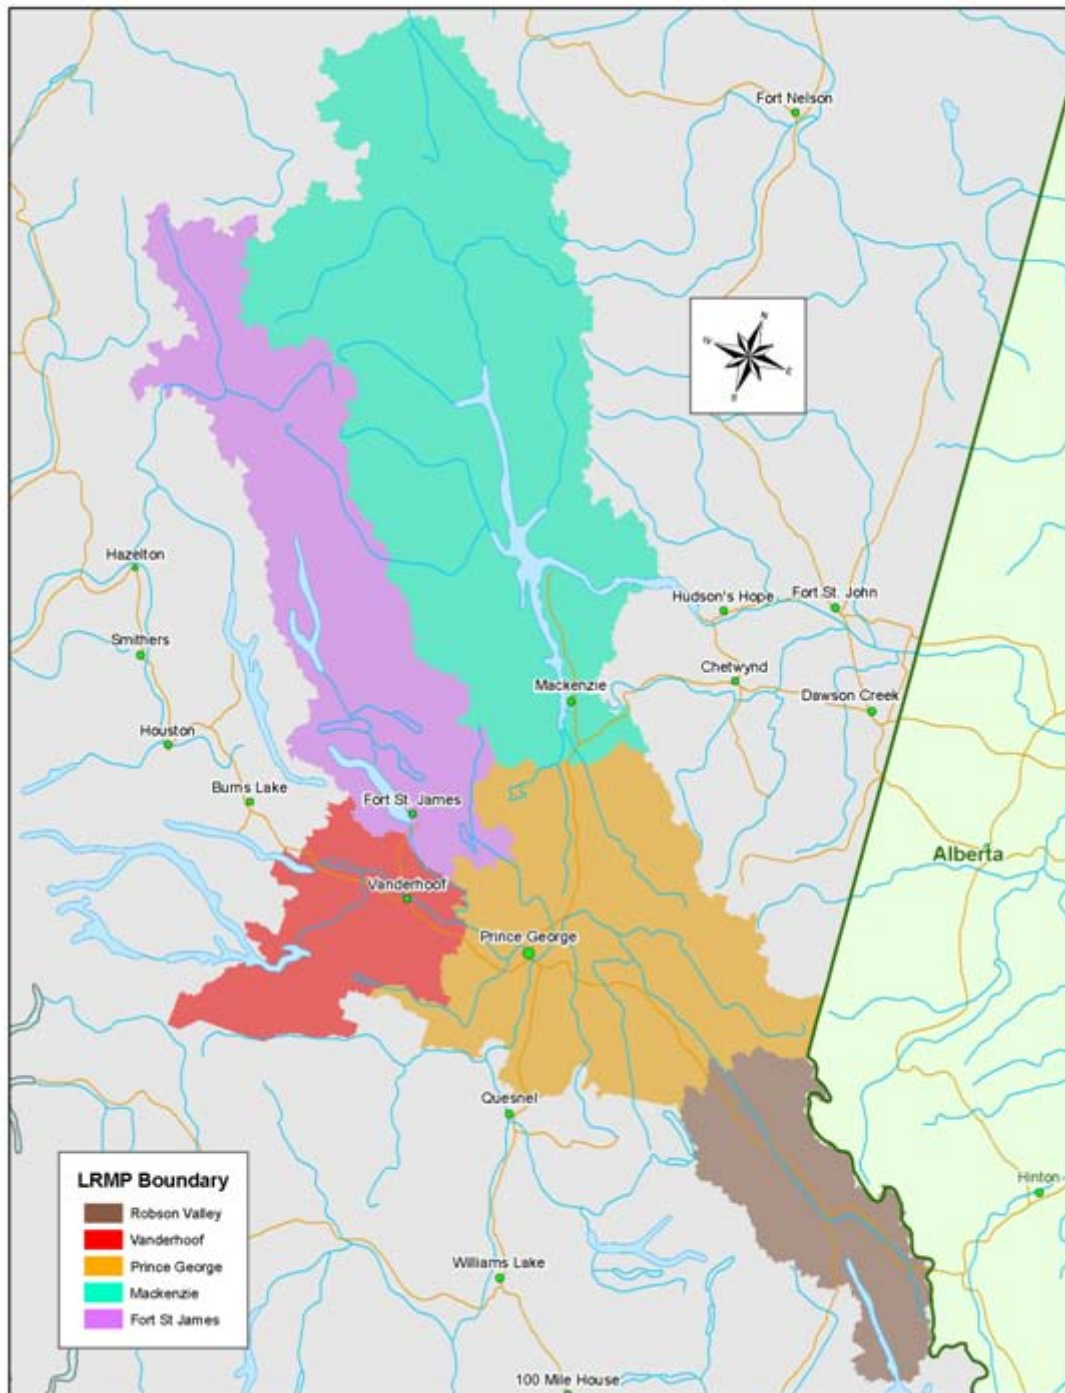 Fort Nelson
N
W
E
S
Hazelton
Hudson's Hope
Fort St. John
Smithers
Chetwynd
Mackenzie
Dawson Creek
Houston
Burns Lake
Fort St. James
Alberta
Vanderhoof
Prince George
Quesnel
Hinton
LRMP Boundary
Robson Valley
Vanderhoof
Prince George
Mackenzie
Fort St James
Williams Lake
100 Mile House